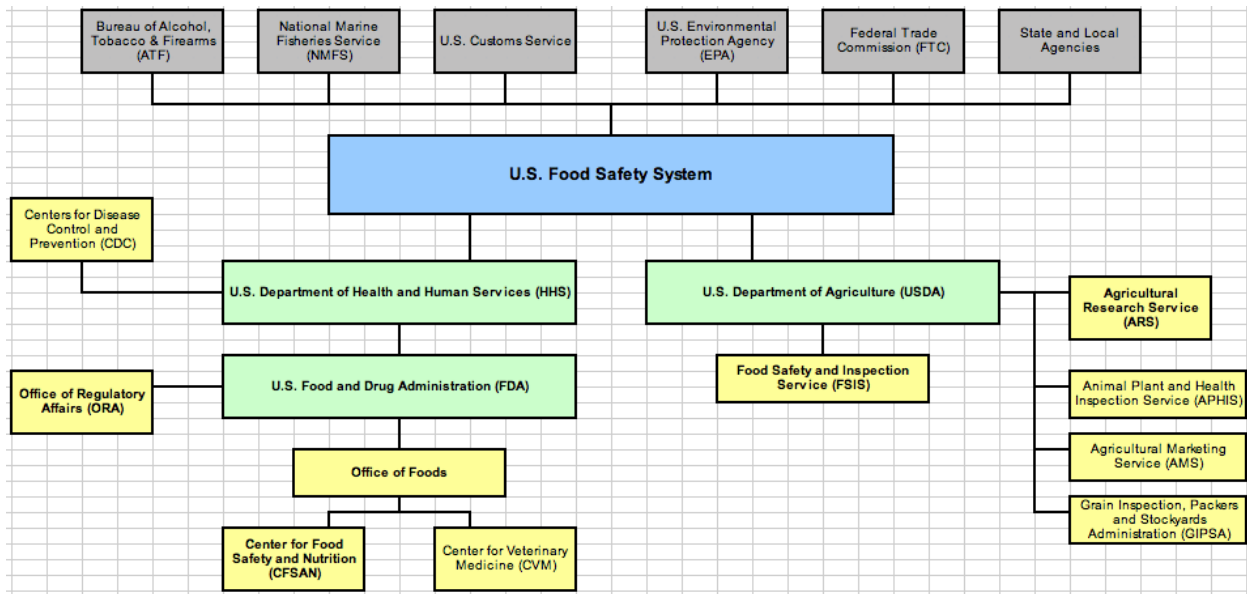 Bureau of Alcohol,
Tobacco & Firearms
(ATF)
National Marine
Fisheries Service
(NMFS)
U.S. Customs Service
U.S. Environmental
Protection Agency
(EPA)
Federal Trade
Commission (FTC)
State and Local
Agencies
U.S. Food Safety System
Centers for Disease
Control and
Prevention (CDC)
U.S. Department of Health and Human Services (HHS)
U.S. Department of Agriculture (USDA)
Agricultural
Research Service
(ARS)
U.S. Food and Drug Administration (FDA)
Food Safety and Inspection
Service (FSIS)
Office of Regulatory
Affairs (ORA)
Animal Plant and Health
Inspection Service (APHIS)
Agricultural Marketing
Service (AMS)
Office of Foods
Grain Inspection, Packers
and Stockyards
Administration (GIPSA)
Center for Food
Safety and Nutrition
(CFSAN)
Center for Veterinary
Medicine (CVM)